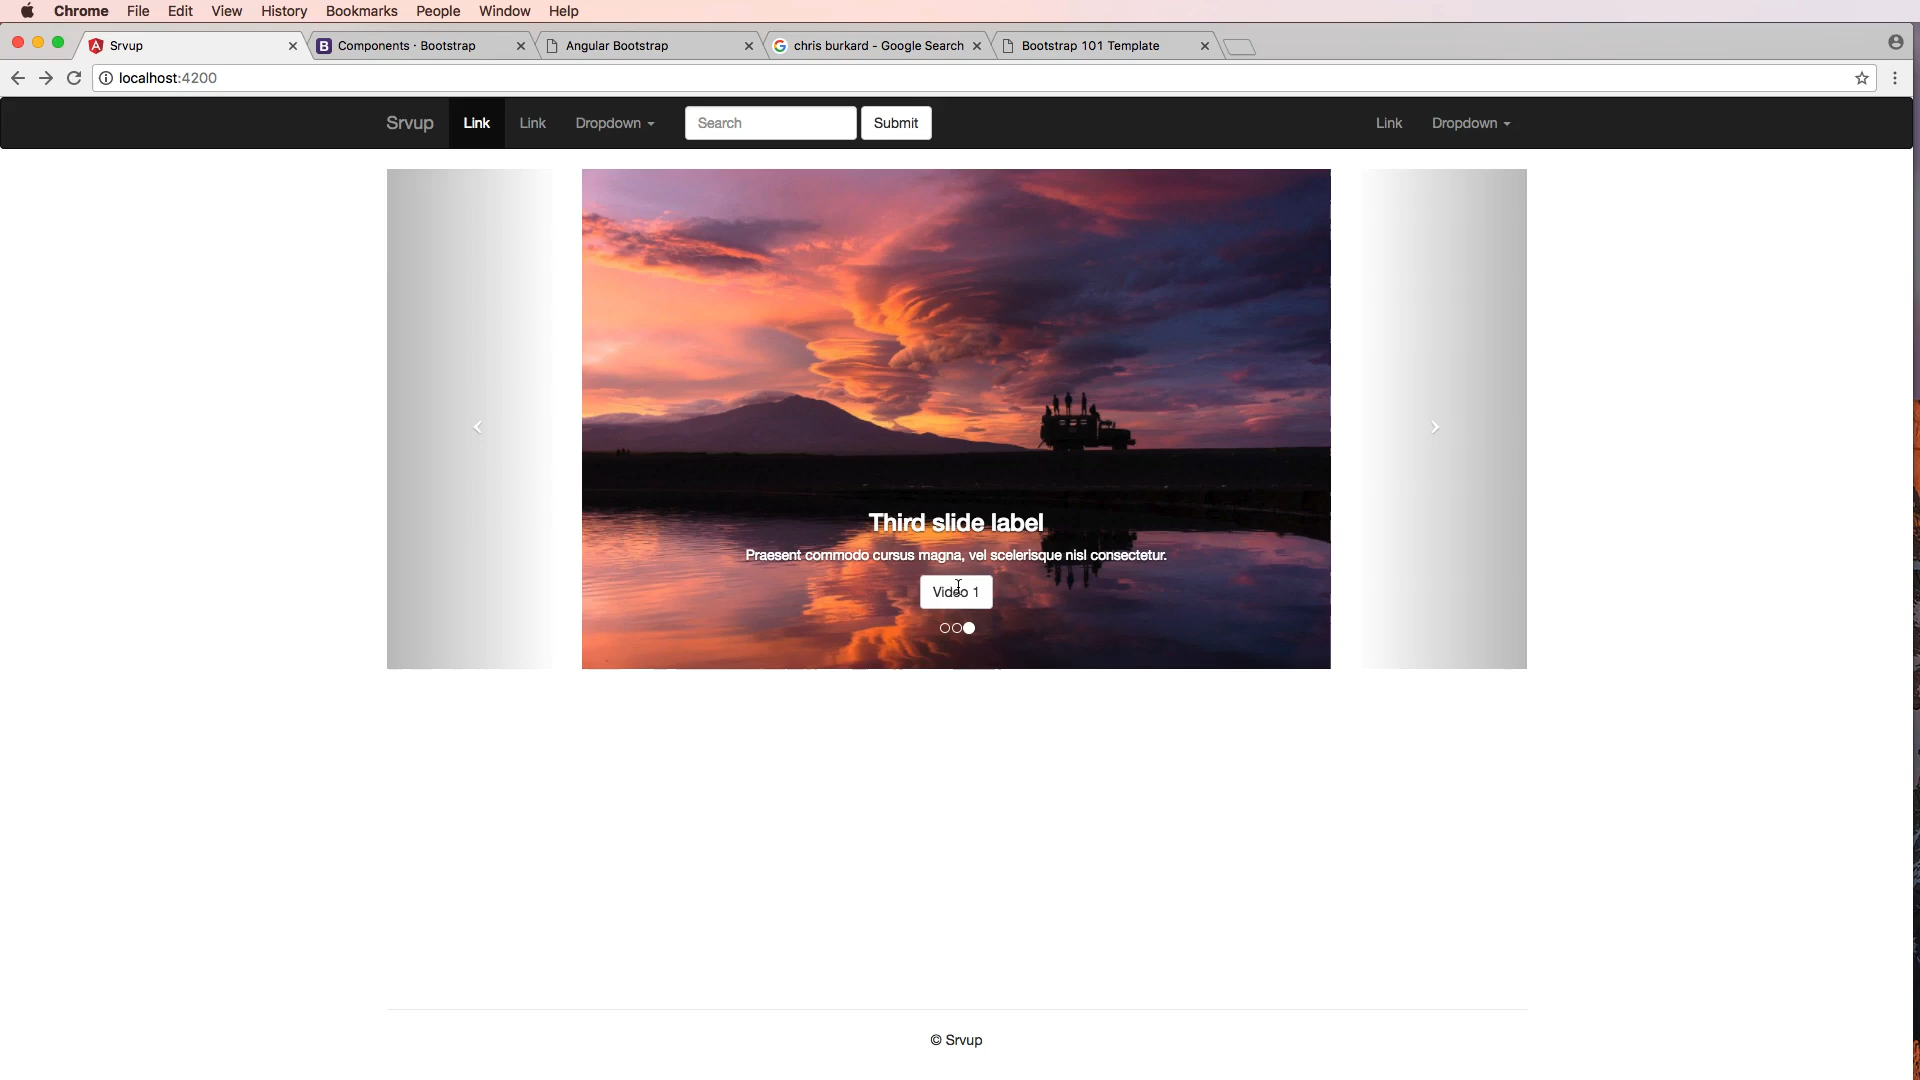 Chrome File Edit View History Bookmarks People Window Help
Srvup
Components · Bootstrap
Angular Bootstrap
chris burkard - Google Search
Bootstrap 101 Template
localhost:4200
Srvup Link Link Dropdown Search Submit Link Dropdown
Third slide label
Praesent commodo cursus magna, vel scelerisque nisl consectetur.
Video 1
© Srvup